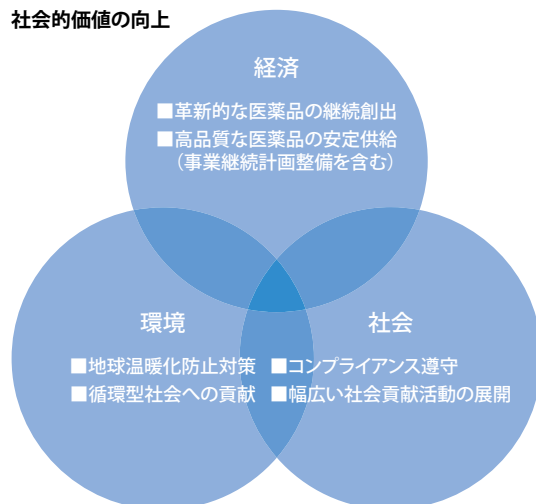 社会的価値の向上
経済
■革新的な医薬品の継続創出
■高品質な医薬品の安定供給
（事業継続計画整備を含む）
環境
■地球温暖化防止対策
■循環型社会への貢献
社会
■コンプライアンス遵守
■幅広い社会貢献活動の展開